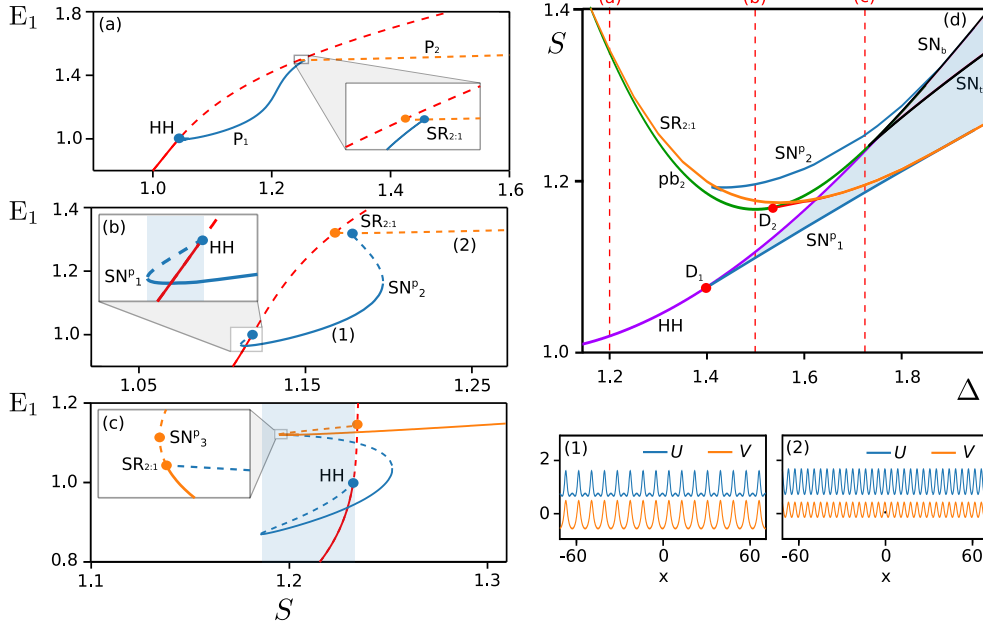 E₁
(a)
1.8
1.4
1.0
HH
P₁
P₂
SR₂:₁
1.0
1.2
1.4
1.6
E₁
(b)
1.4
1.2
1.0
SNᵖ₁
HH
SR₂:₁
(2)
SNᵖ₂
(1)
1.05
1.15
1.25
E₁
(c)
1.2
1.0
0.8
SNᵖ₃
SR₂:₁
HH
1.1
1.2
1.3
S
(a)
(b)
(c)
(d)
S
1.4
1.2
1.0
SN_b
SR₂:₁
SNᵖ₂
pb₂
D₂
SNᵖ₁
D₁
HH
1.2
1.4
1.6
1.8
Δ
(1)
U
V
2
0
-60
0
60
x
(2)
U
V
-60
0
60
x